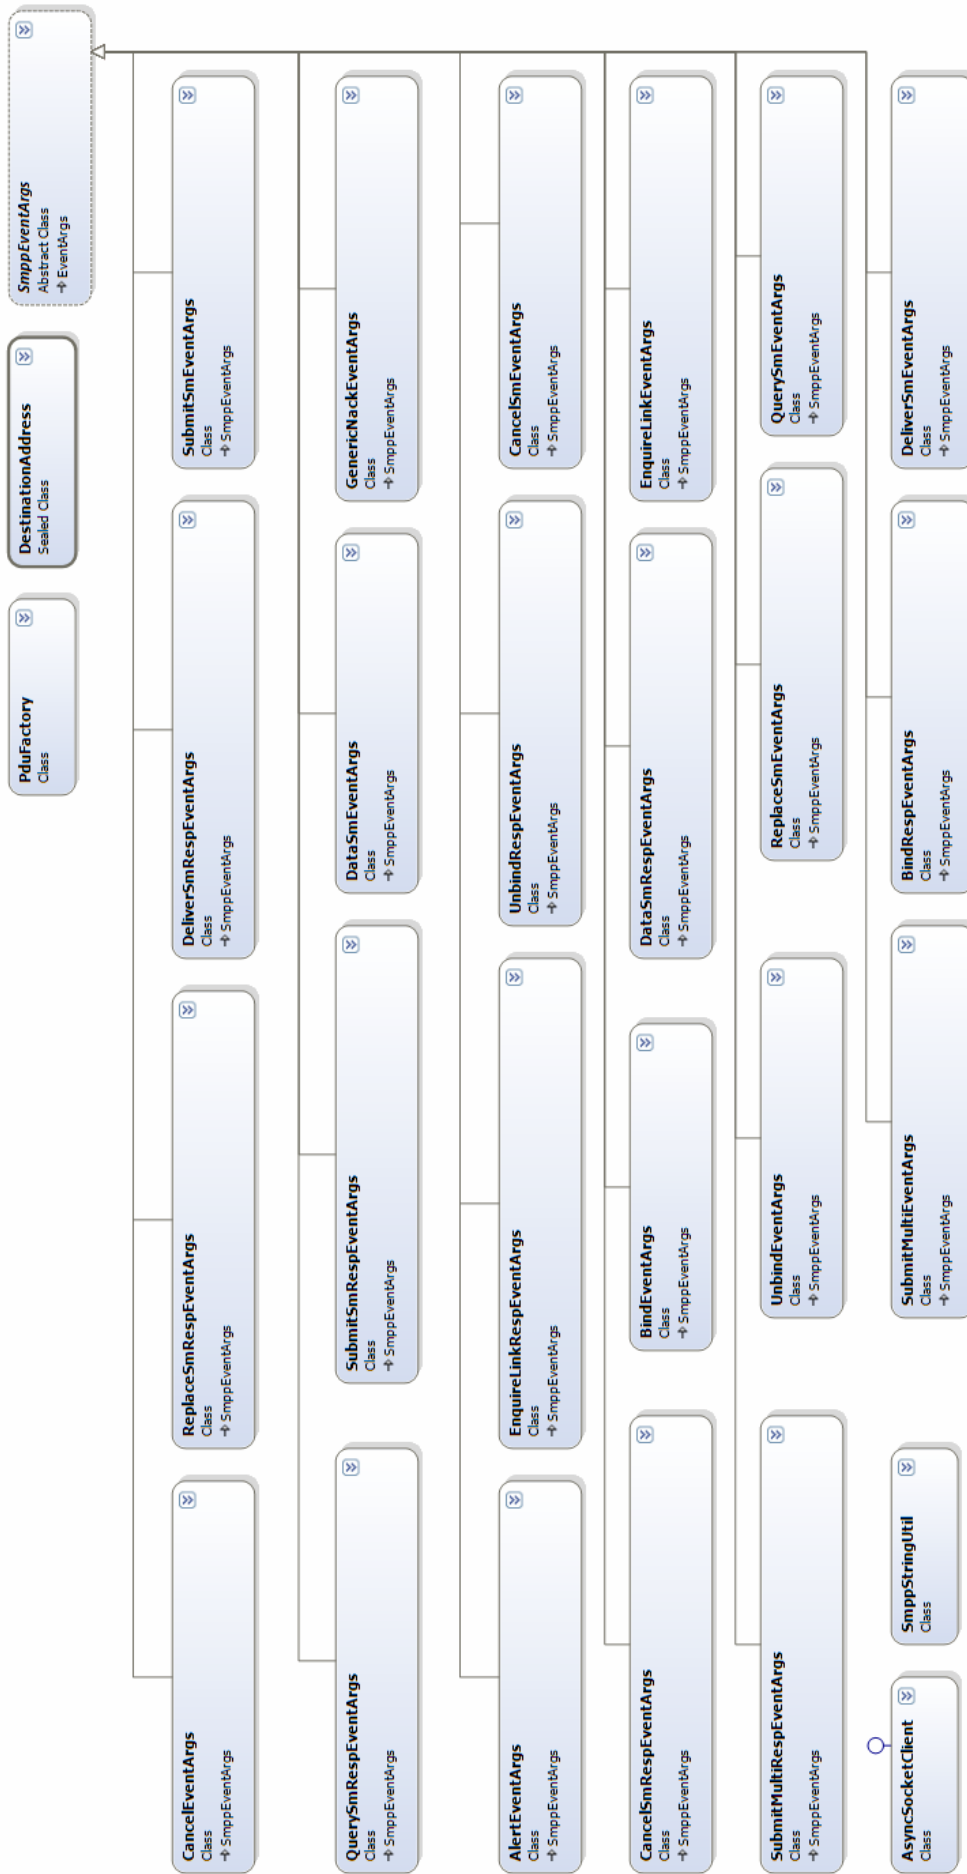 PduFactory
Class
DestinationAddress
Sealed Class
SmppEventArgs
Abstract Class
EventArgs
CancelEventArgs
Class
SmppEventArgs
ReplaceSmRespEventArgs
Class
SmppEventArgs
DeliverSmRespEventArgs
Class
SmppEventArgs
SubmitSmEventArgs
Class
SmppEventArgs
QuerySmRespEventArgs
Class
SmppEventArgs
SubmitSmRespEventArgs
Class
SmppEventArgs
DataSmEventArgs
Class
SmppEventArgs
GenericNackEventArgs
Class
SmppEventArgs
AlertEventArgs
Class
SmppEventArgs
EnquireLinkRespEventArgs
Class
SmppEventArgs
UnbindRespEventArgs
Class
SmppEventArgs
CancelSmEventArgs
Class
SmppEventArgs
CancelSmRespEventArgs
Class
SmppEventArgs
BindEventArgs
Class
SmppEventArgs
DataSmRespEventArgs
Class
SmppEventArgs
EnquireLinkEventArgs
Class
SmppEventArgs
SubmitMultiRespEventArgs
Class
SmppEventArgs
UnbindEventArgs
Class
SmppEventArgs
ReplaceSmEventArgs
Class
SmppEventArgs
QuerySmEventArgs
Class
SmppEventArgs
AsyncSocketClient
Class
SmppStringUtil
Class
SubmitMultiEventArgs
Class
SmppEventArgs
BindRespEventArgs
Class
SmppEventArgs
DeliverSmEventArgs
Class
SmppEventArgs